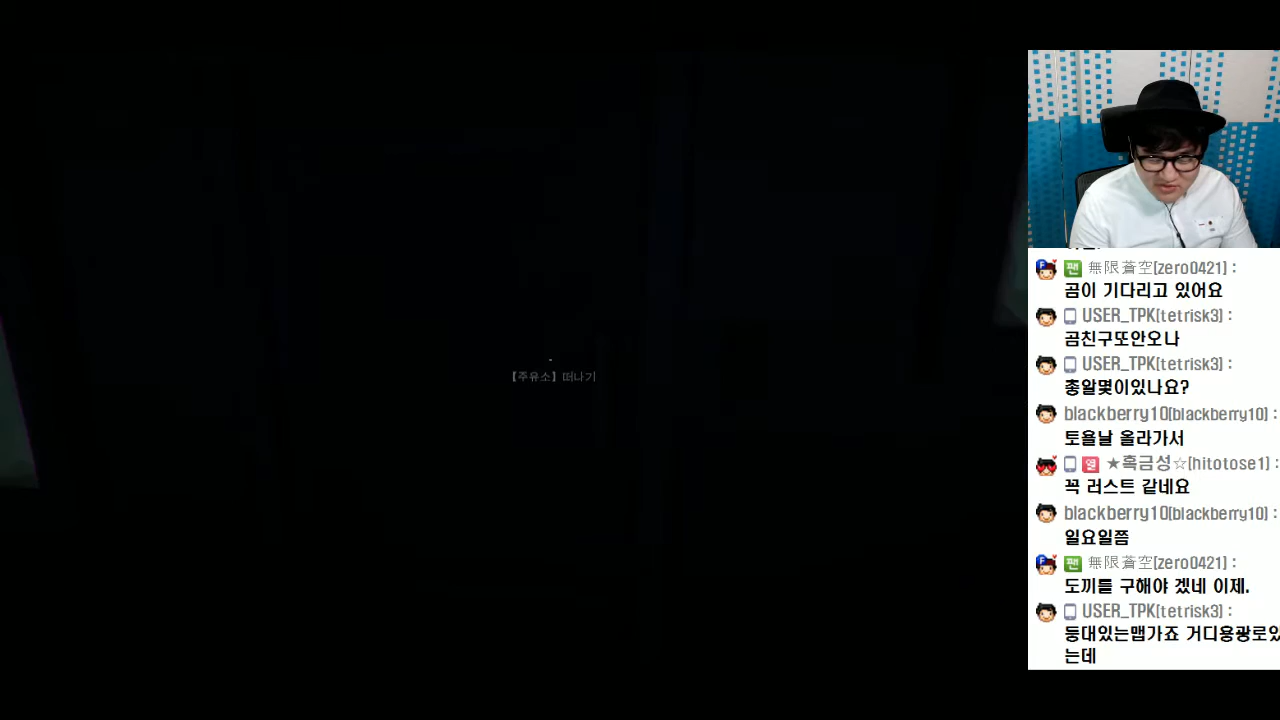 【주유소】떠나기
팬 無限蒼空[zero0421] :
곰이 기다리고 있어요
USER_TPK[tetrisk3] :
곰친구또안오나
USER_TPK[tetrisk3] :
총알몇이있나요?
blackberry10[blackberry10] :
토욜날 올라가서
열 ★흑금성☆[hitotose1] :
꼭 러스트 같네요
blackberry10[blackberry10] :
일요일쯤
팬 無限蒼空[zero0421] :
도끼를 구해야 겠네 이제.
USER_TPK[tetrisk3] :
등대있는맵가죠 거디용광로있
는데